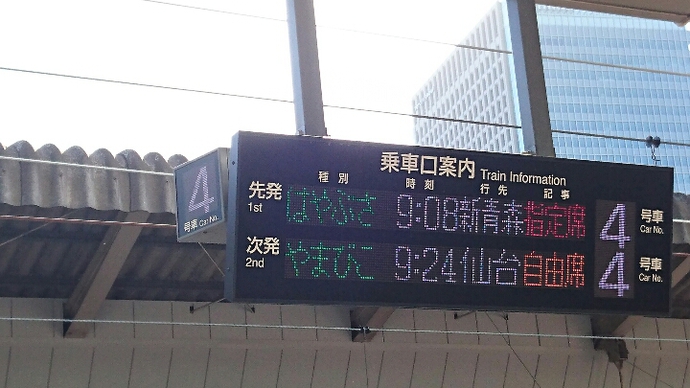 乗車口案内 Train Information
種別 時刻 行先 記事
先発 はやぶさ 9:08 新青森 指定席 4 号車
1st Car No.
次発 やまびこ 9:24 仙台 自由席 4 号車
2nd Car No.
4
号車 Car No.